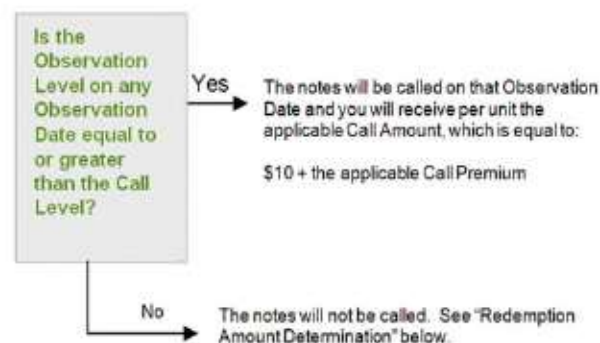 Is the
Observation
Level on any
Observation
Date equal to
or greater
than the Call
Level?
Yes
The notes will be called on that Observation
Date and you will receive per unit the
applicable Call Amount, which is equal to:
$10 + the applicable Call Premium
No
The notes will not be called. See "Redemption
Amount Determination" below.